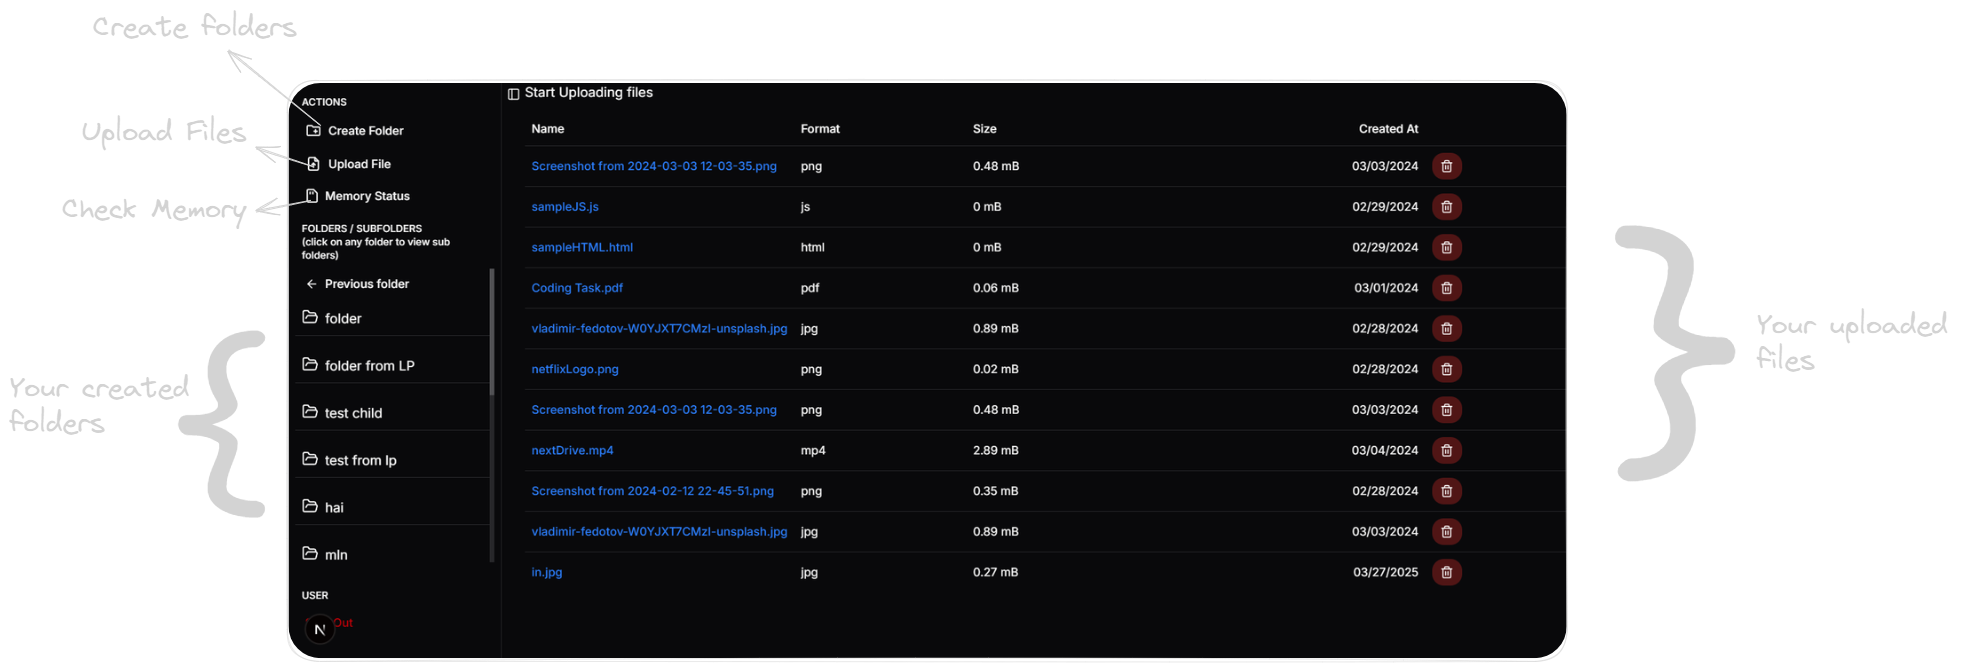 Create folders
Upload Files
Check Memory
Your created
folders
ACTIONS
Create Folder
Upload File
Memory Status
FOLDERS / SUBFOLDERS
(click on any folder to view sub
folders)
Previous folder
folder
folder from LP
test child
test from lp
hai
mln
USER
Out
N
Start Uploading files
Name Format Size Created At
Screenshot from 2024-03-03 12-03-35.png png 0.48 mB 03/03/2024
sampleJS.js js 0 mB 02/29/2024
sampleHTML.html html 0 mB 02/29/2024
Coding Task.pdf pdf 0.06 mB 03/01/2024
vladimir-fedotov-W0YJXT7CMzI-unsplash.jpg jpg 0.89 mB 02/28/2024
netflixLogo.png png 0.02 mB 02/28/2024
Screenshot from 2024-03-03 12-03-35.png png 0.48 mB 03/03/2024
nextDrive.mp4 mp4 2.89 mB 03/04/2024
Screenshot from 2024-02-12 22-45-51.png png 0.35 mB 02/28/2024
vladimir-fedotov-W0YJXT7CMzI-unsplash.jpg jpg 0.89 mB 03/03/2024
in.jpg jpg 0.27 mB 03/27/2025
Your uploaded
files